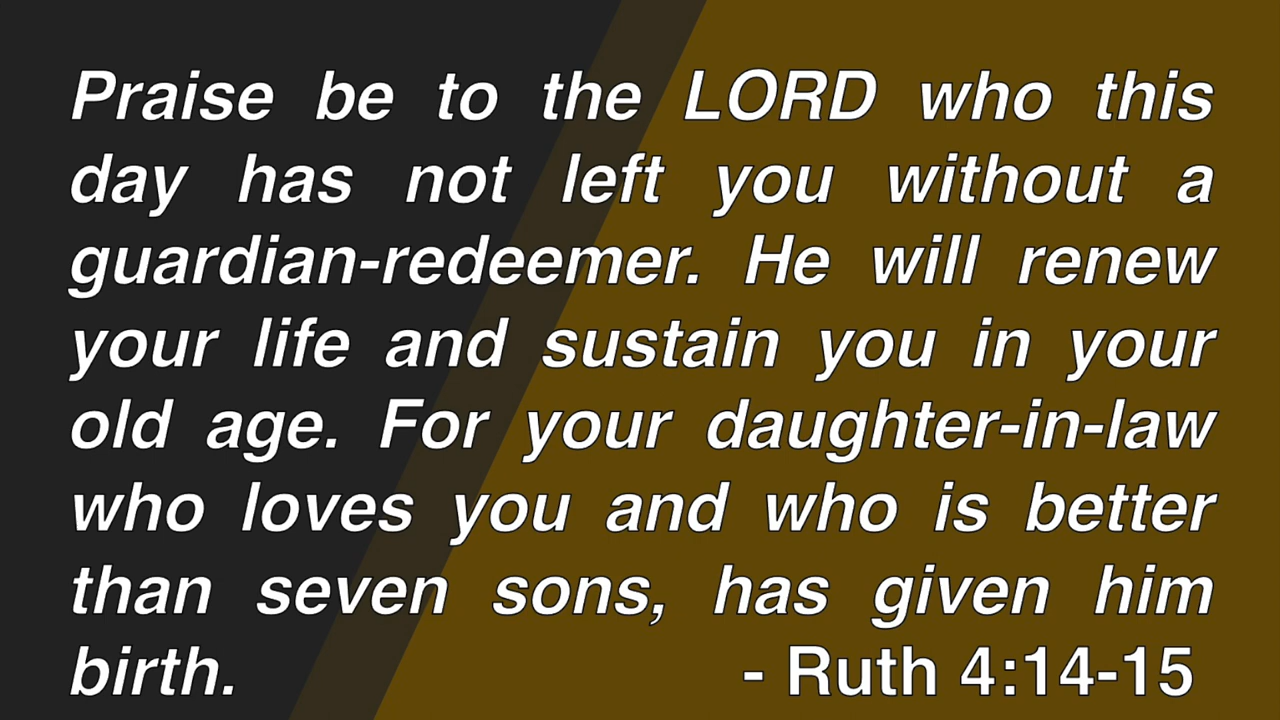 Praise be to the LORD who this
day has not left you without a
guardian-redeemer. He will renew
your life and sustain you in your
old age. For your daughter-in-law
who loves you and who is better
than seven sons, has given him
birth. - Ruth 4:14-15